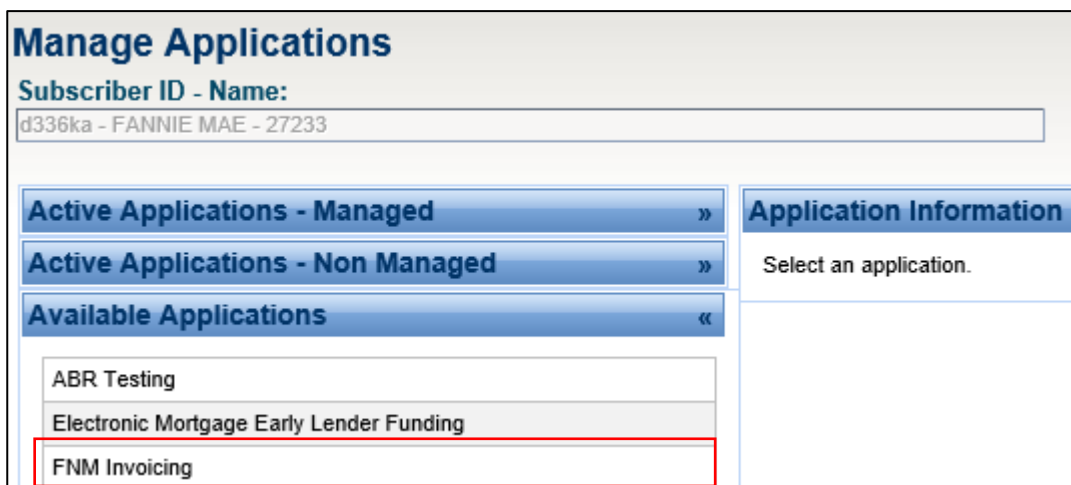 Manage Applications
Subscriber ID - Name:
d336ka - FANNIE MAE - 27233
Active Applications - Managed »
Active Applications - Non Managed »
Available Applications «
ABR Testing
Electronic Mortgage Early Lender Funding
FNM Invoicing
Application Information
Select an application.